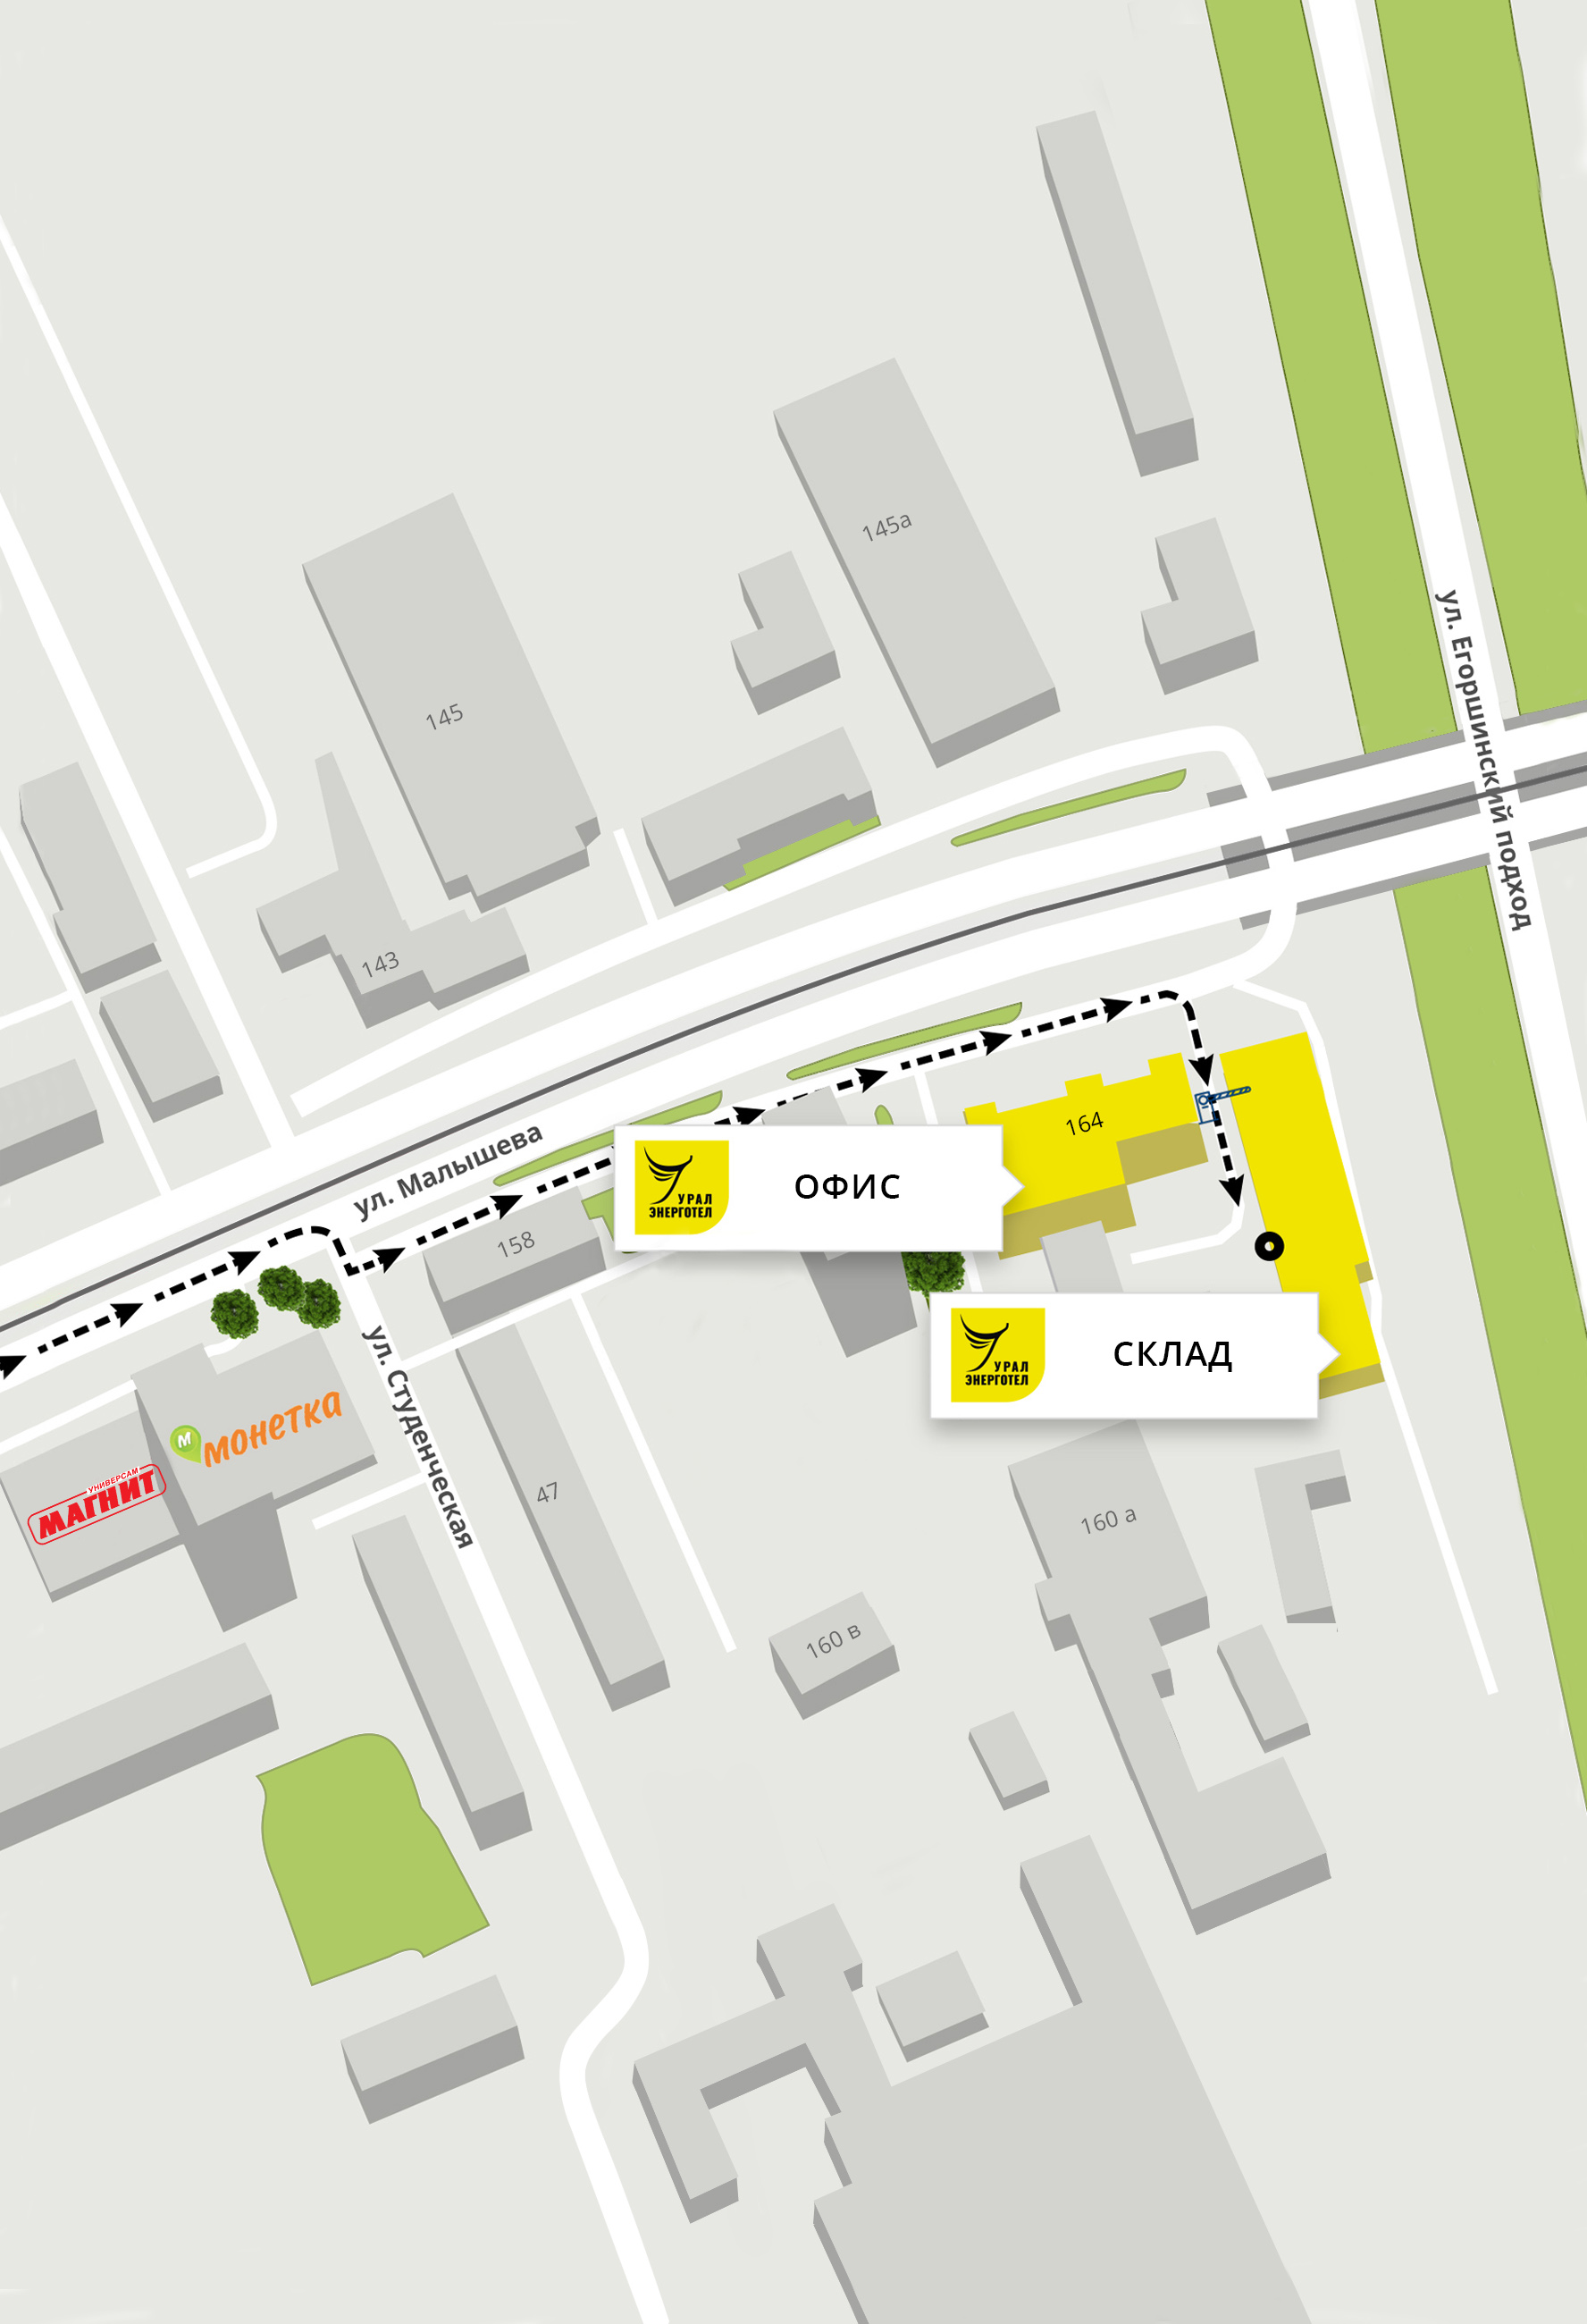 145а
ул. Егоршинский подход
145
143
ул. Малышева
164
УРАЛ
ЭНЕРГОТЕЛ
ОФИС
158
УРАЛ
ЭНЕРГОТЕЛ
СКЛАД
ул. Студенческая
М
МОНЕТКА
УНИВЕРСАМ
МАГНИТ
47
160 а
160 в